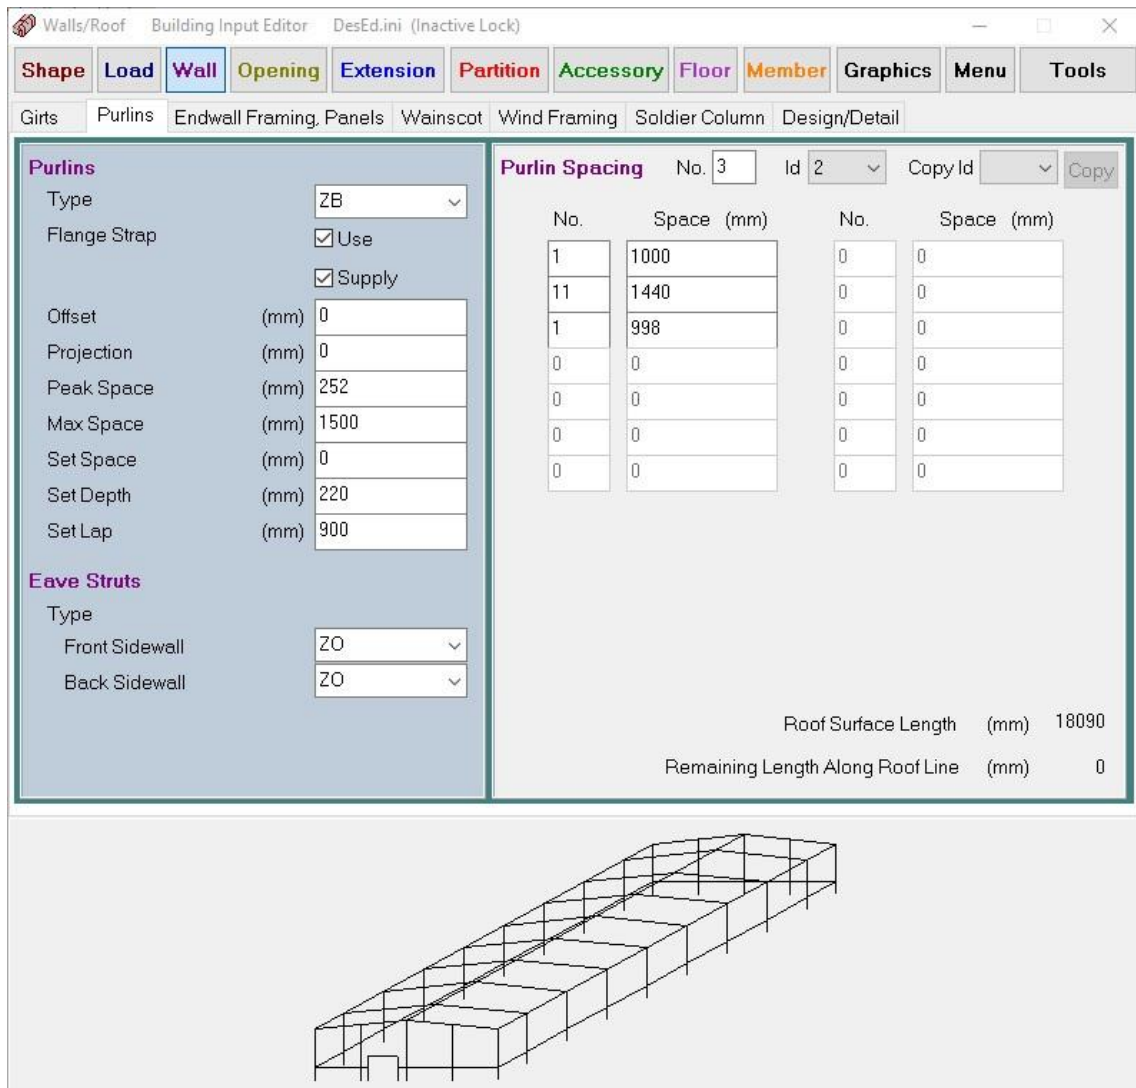 Walls/Roof Building Input Editor DesEd.ini (Inactive Lock)
Shape Load Wall Opening Extension Partition Accessory Floor Member Graphics Menu Tools
Girts Purlins Endwall Framing, Panels Wainscot Wind Framing Soldier Column Design/Detail
Purlins
Type ZB
Flange Strap Use
Supply
Offset (mm) 0
Projection (mm) 0
Peak Space (mm) 252
Max Space (mm) 1500
Set Space (mm) 0
Set Depth (mm) 220
Set Lap (mm) 900
Eave Struts
Type
Front Sidewall ZO
Back Sidewall ZO
Purlin Spacing No. 3 Id 2 Copy Id Copy
No. Space (mm) No. Space (mm)
1 1000 0 0
11 1440 0 0
1 998 0 0
0 0 0 0
0 0 0 0
0 0 0 0
0 0 0 0
Roof Surface Length (mm) 18090
Remaining Length Along Roof Line (mm) 0